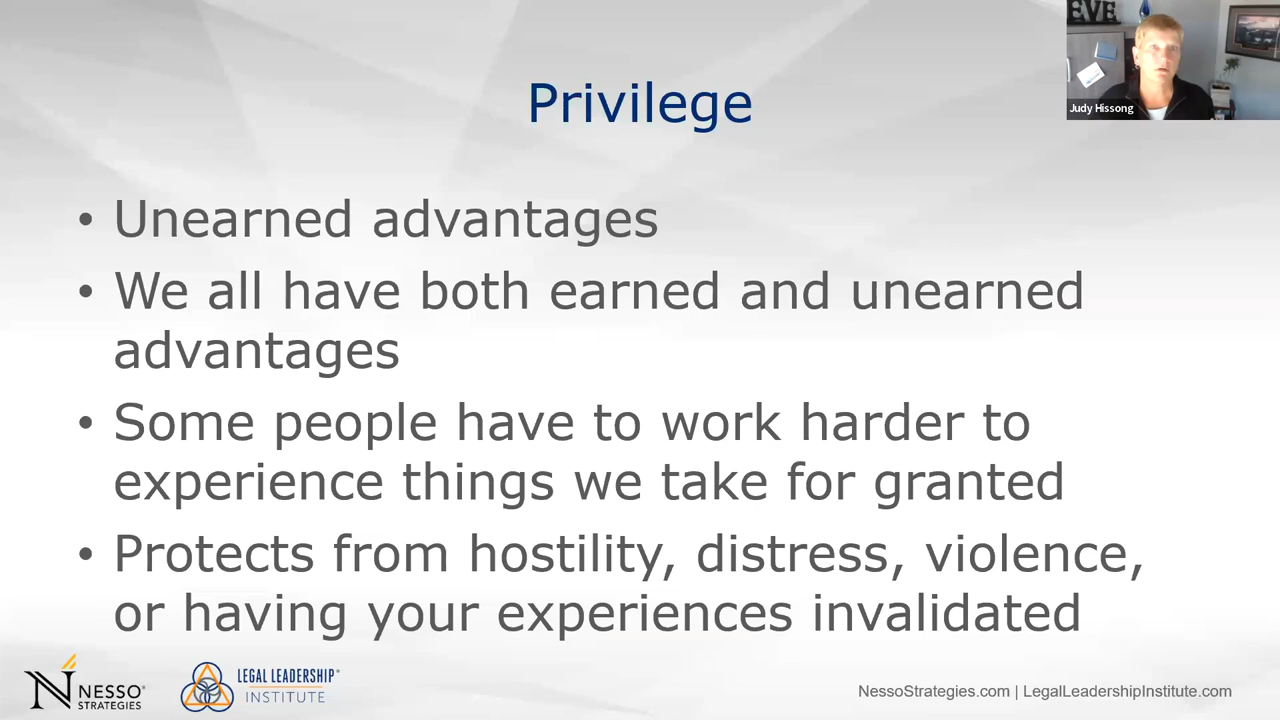 EVE
Judy Hissong
Privilege
• Unearned advantages
• We all have both earned and unearned
advantages
• Some people have to work harder to
experience things we take for granted
• Protects from hostility, distress, violence,
or having your experiences invalidated
NESSO®
STRATEGIES
LEGAL LEADERSHIP®
INSTITUTE
NessoStrategies.com | LegalLeadershipInstitute.com